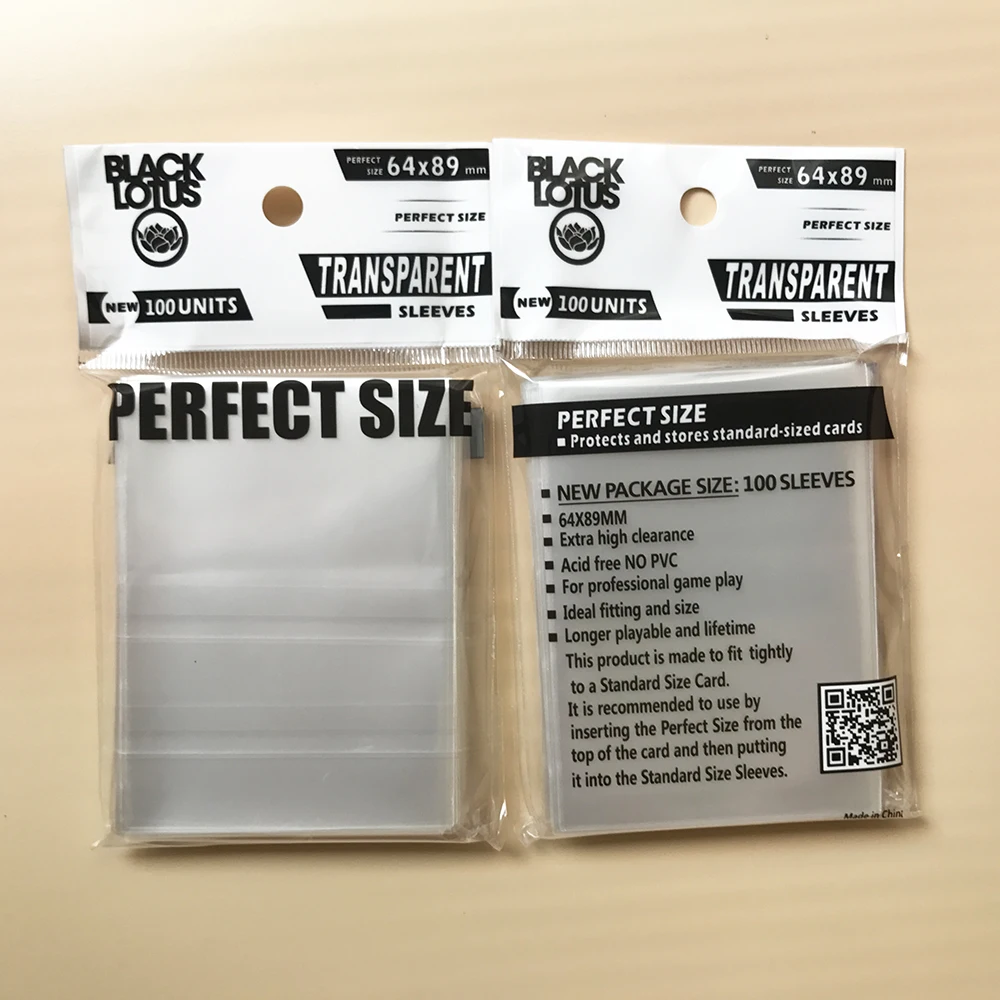 BLACK
LOTUS
PERFECT
SIZE 64x89 mm
PERFECT SIZE
TRANSPARENT
SLEEVES
NEW 100 UNITS
PERFECT SIZE
BLACK
LOTUS
PERFECT
SIZE 64x89 mm
PERFECT SIZE
TRANSPARENT
SLEEVES
NEW 100 UNITS
PERFECT SIZE
■ Protects and stores standard-sized cards
■ NEW PACKAGE SIZE: 100 SLEEVES
■ 64X89MM
■ Extra high clearance
■ Acid free NO PVC
■ For professional game play
■ Ideal fitting and size
■ Longer playable and lifetime
This product is made to fit tightly
to a Standard Size Card.
It is recommended to use by
inserting the Perfect Size from the
top of the card and then putting
it into the Standard Size Sleeves.
Made in China